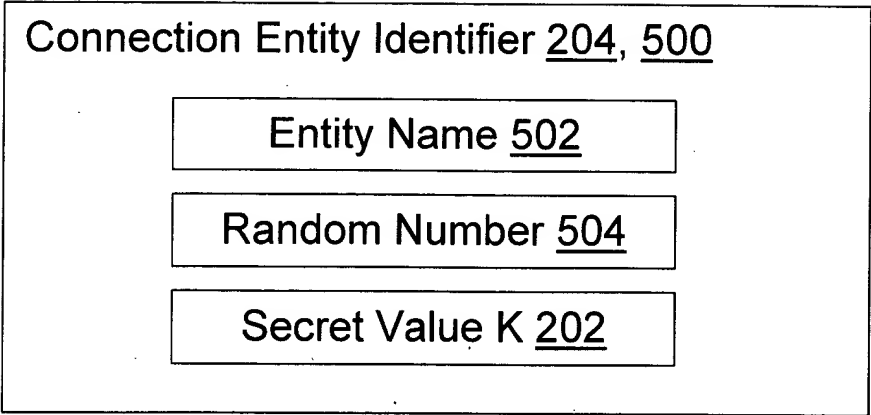 Connection Entity Identifier 204, 500
Entity Name 502
Random Number 504
Secret Value K 202